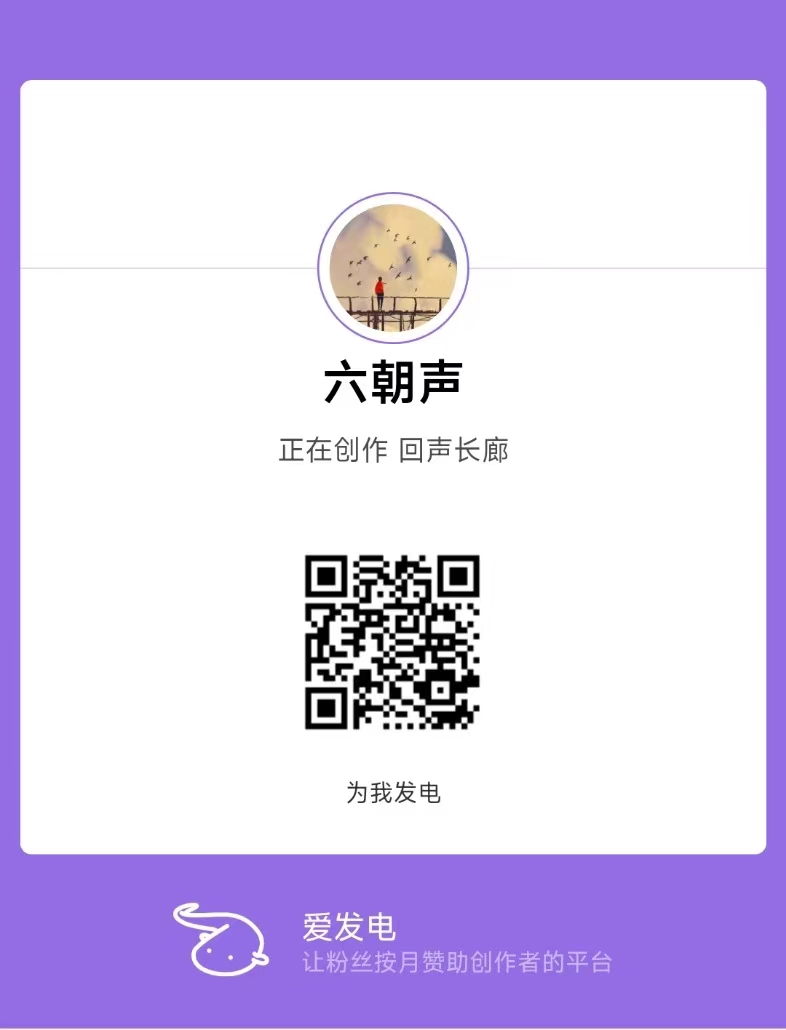 六朝声
正在创作 回声长廊
为我发电
爱发电
让粉丝按月赞助创作者的平台